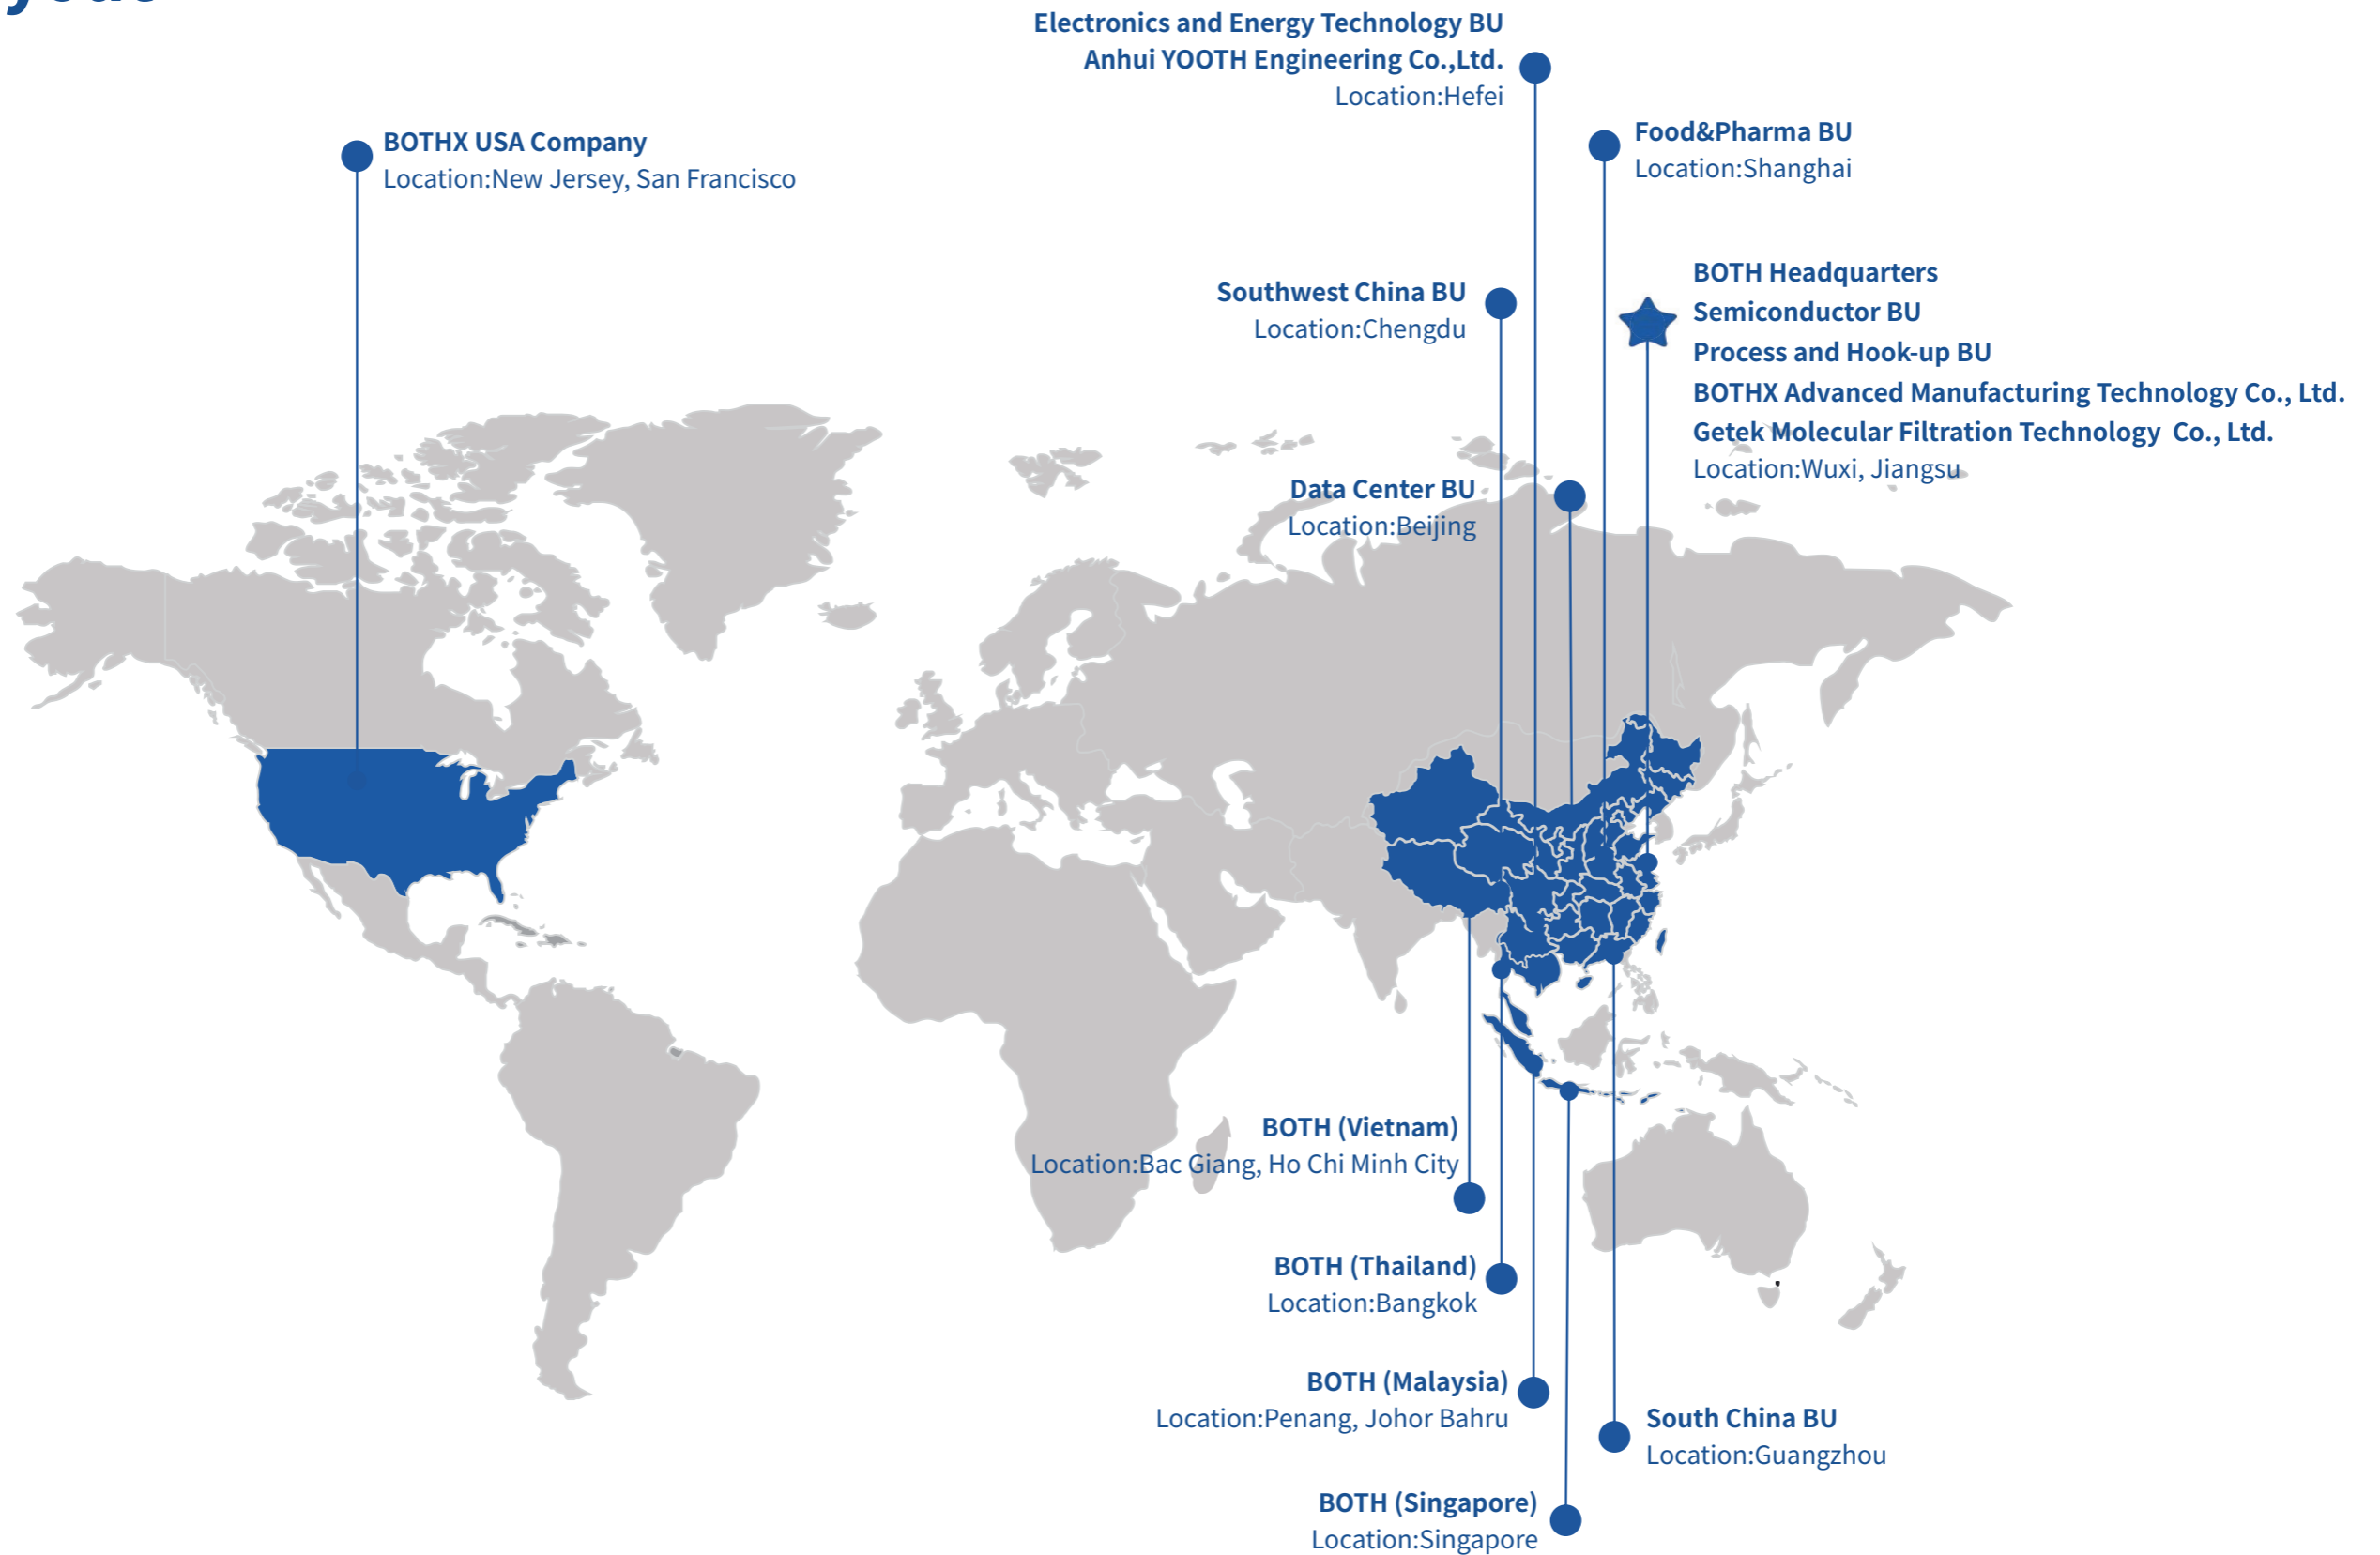 Electronics and Energy Technology BU
Anhui YOOTH Engineering Co.,Ltd.
Location:Hefei
BOTHX USA Company
Location:New Jersey, San Francisco
Food&Pharma BU
Location:Shanghai
BOTH Headquarters
Semiconductor BU
Process and Hook-up BU
BOTHX Advanced Manufacturing Technology Co., Ltd.
Getek Molecular Filtration Technology  Co., Ltd.
Location:Wuxi, Jiangsu
Southwest China BU
Location:Chengdu
Data Center BU
Location:Beijing
BOTH (Vietnam)
Location:Bac Giang, Ho Chi Minh City
BOTH (Thailand)
Location:Bangkok
BOTH (Malaysia)
Location:Penang, Johor Bahru
South China BU
Location:Guangzhou
BOTH (Singapore)
Location:Singapore